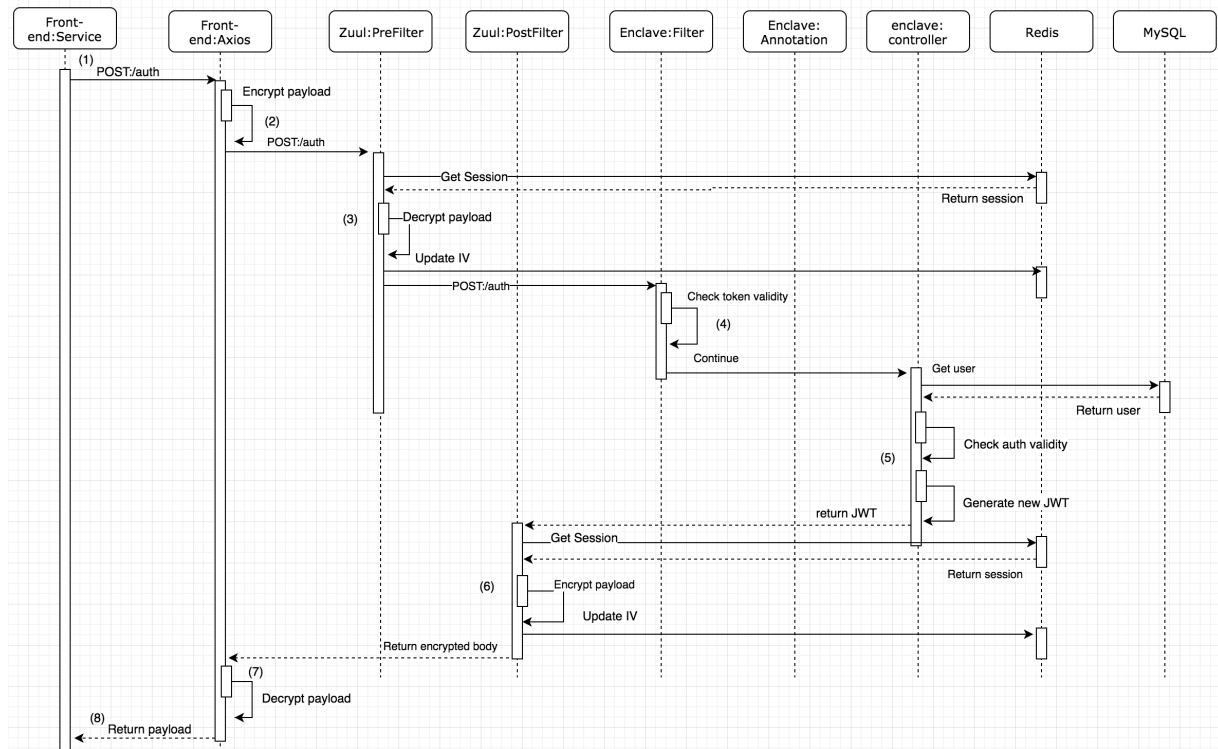 Front-
end:Service
Front-
end:Axios
Zuul:PreFilter
Zuul:PostFilter
Enclave:Filter
Enclave:
Annotation
enclave:
controller
Redis
MySQL
(1)
POST:/auth
Encrypt payload
(2)
POST:/auth
Get Session
Return session
(3)
Decrypt payload
Update IV
POST:/auth
Check token validity
(4)
Continue
Get user
Return user
Check auth validity
(5)
Generate new JWT
return JWT
Get Session
Return session
(6)
Encrypt payload
Update IV
Return encrypted body
(7)
Decrypt payload
(8)
Return payload